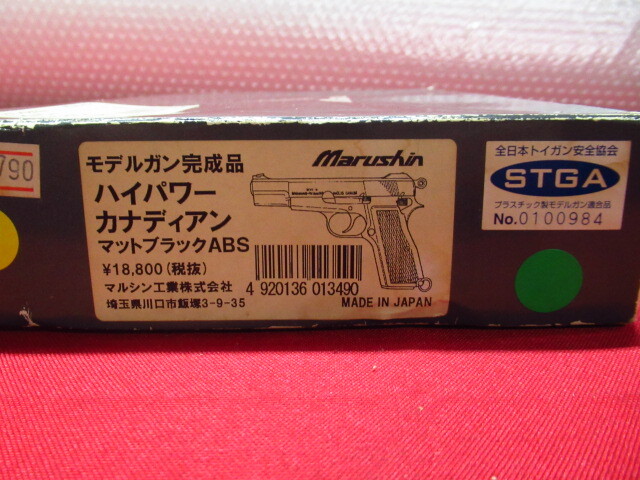 790
モデルガン完成品
Marushin
ハイパワー
カナディアン
マットブラックABS
¥18,800(税抜)
マルシン工業株式会社
埼玉県川口市飯塚3-9-35
4 920136 013490
MADE IN JAPAN
全日本トイガン安全協会
STGA
プラスチック製モデルガン適合品
No.0100984